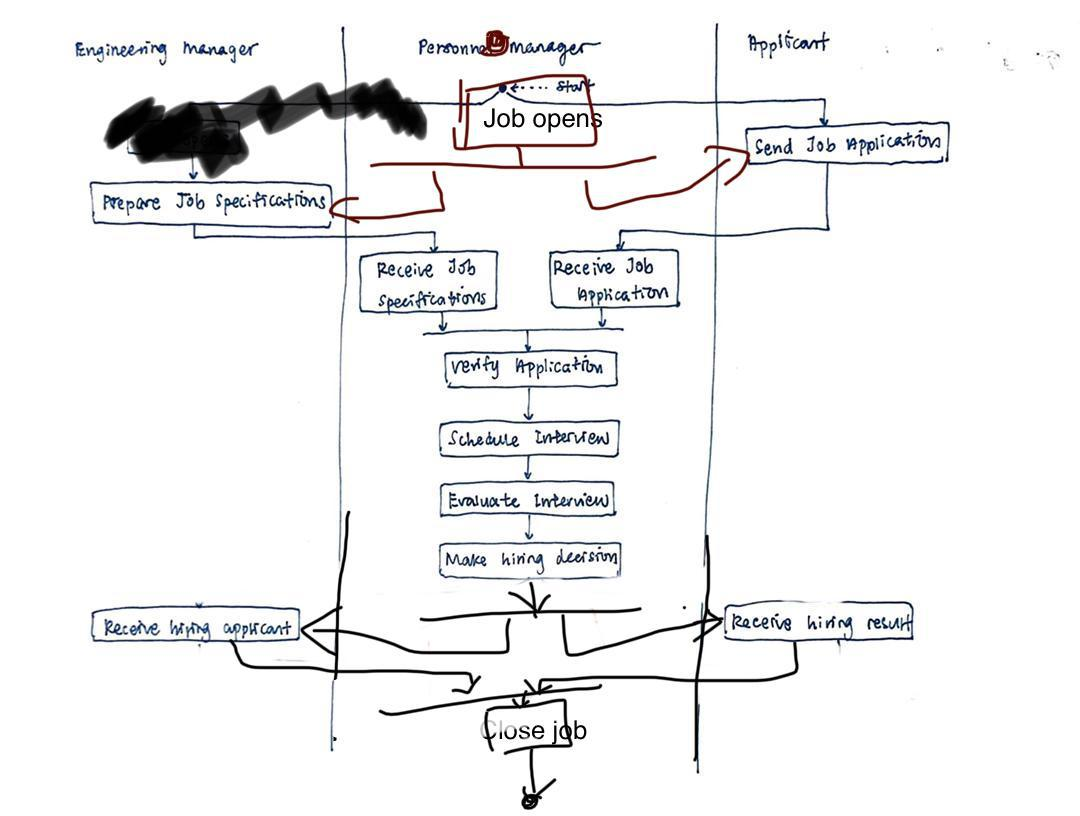 Engineering manager
Personnel manager
Applicant
start
Job opens
Send Job Application
Prepare Job Specifications
Receive Job
Specifications
Receive Job
Application
Verify Application
Schedule Interview
Evaluate Interview
Make hiring decision
Receive hiring applicant
Receive hiring result
Close job